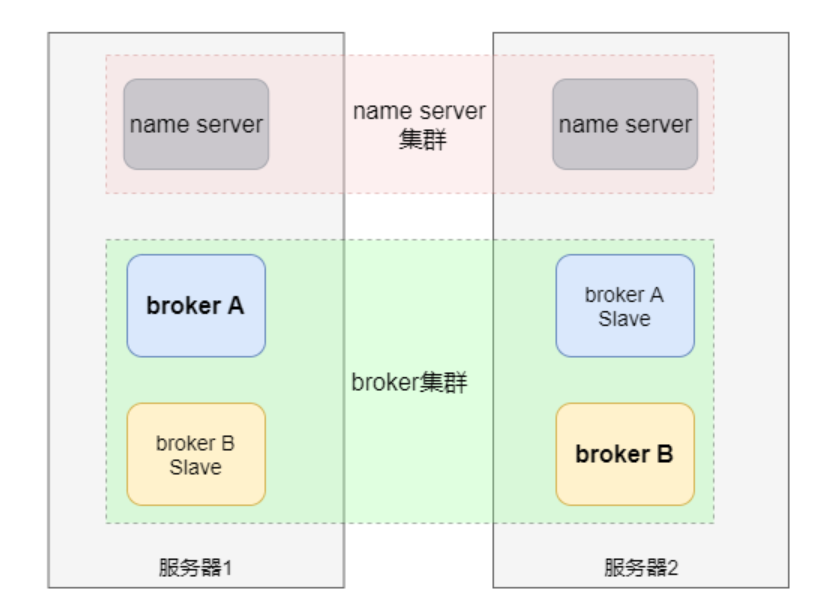 name server
name server
集群
name server
broker A
broker A
Slave
broker集群
broker B
Slave
broker B
服务器1
服务器2